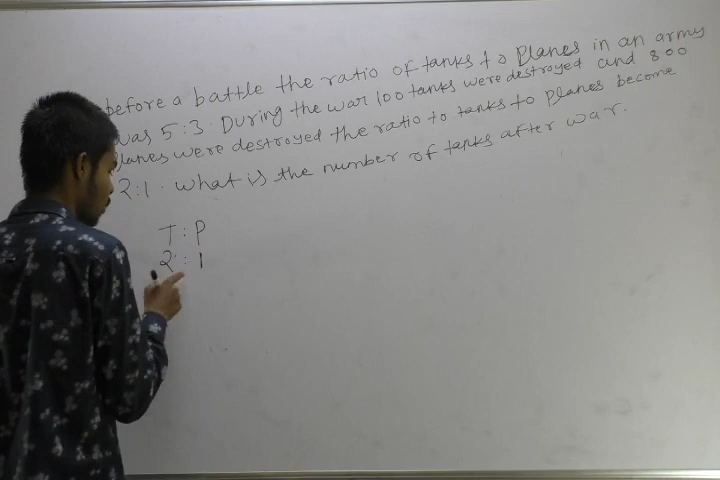 before a battle the ratio of tanks to Planes in an army
was 5:3. During the war 100 tanks were destroyed and 800
Planes were destroyed the ratio to tanks to planes become
2:1. what is the number of tanks after war.
T : P
2 : 1